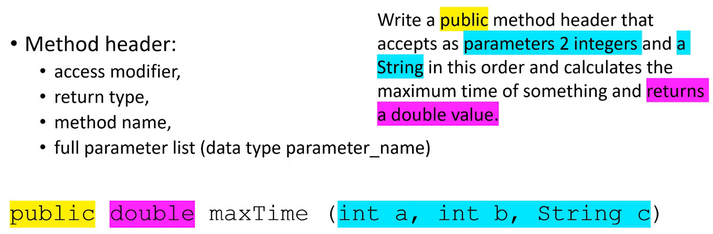 • Method header:
• access modifier,
• return type,
• method name,
• full parameter list (data type parameter_name)
Write a public method header that
accepts as parameters 2 integers and a
String in this order and calculates the
maximum time of something and returns
a double value.
public double maxTime (int a, int b, String c)